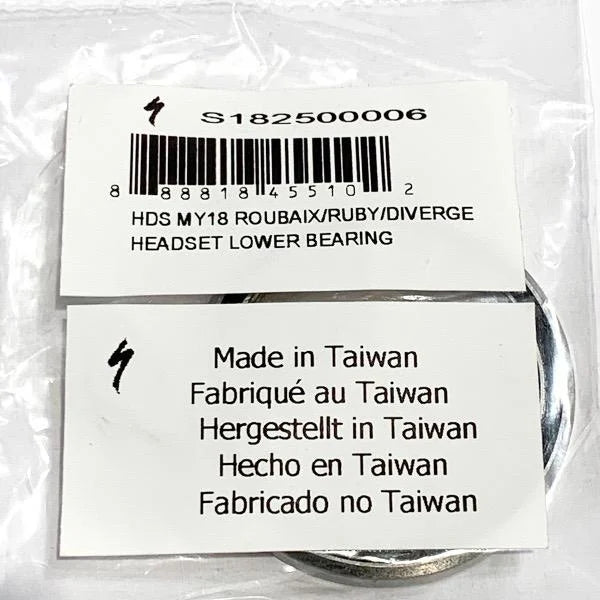 S182500006
8 88818 45510 2
HDS MY18 ROUBAIX/RUBY/DIVERGE
HEADSET LOWER BEARING
Made in Taiwan
Fabriqué au Taiwan
Hergestellt in Taiwan
Hecho en Taiwan
Fabricado no Taiwan